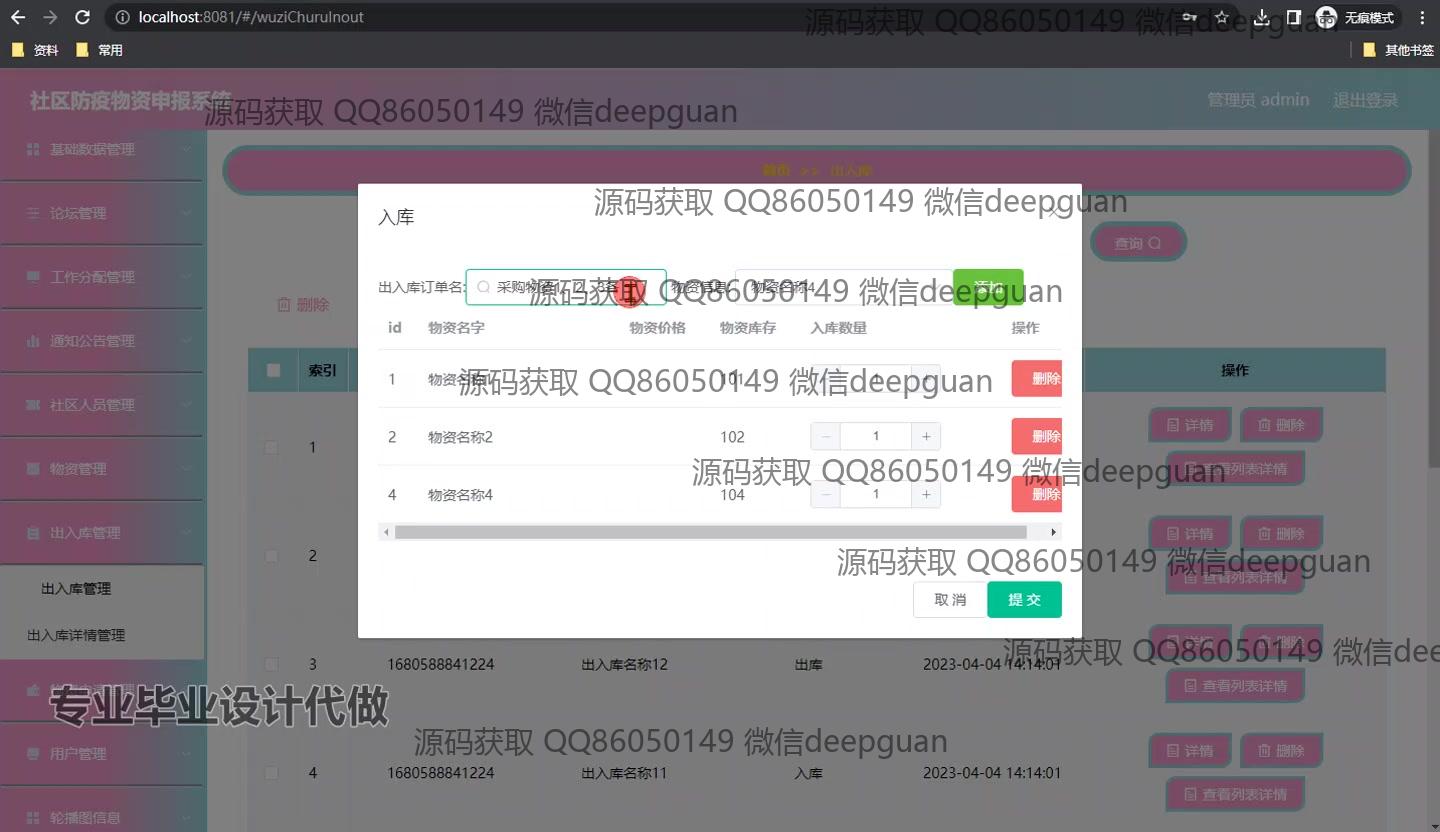 localhost:8081/#/wuziChuruInout
无痕模式
资料 常用 其他书签
源码获取 QQ86050149 微信deepguan
社区防疫物资申报系统
管理员 admin 退出登录
源码获取 QQ86050149 微信deepguan
基础数据管理
首页 >> 出入库
论坛管理
入库
源码获取 QQ86050149 微信deepguan
查询
工作分配管理
出入库订单名:
物资信息:
物资名称4
添加
源码获取 QQ86050149 微信deepguan
删除
id 物资名字 物资价格 物资库存 入库数量 操作
通知公告管理
索引 操作
1 101 1 删除
源码获取 QQ86050149 微信deepguan
社区人员管理
1 详情 删除
2 物资名称2 102 − 1 + 删除
物资管理
查看列表详情
源码获取 QQ86050149 微信deepguan
4 物资名称4 104 − 1 + 删除
出入库管理
2 详情 删除
源码获取 QQ86050149 微信deepguan
查看列表详情
出入库管理
取消 提交
出入库详情管理
详情 删除
源码获取 QQ86050149 微信dee
3 1680588841224 出入库名称12 出库 2023-04-04 14:14:01
查看列表详情
专业毕业设计代做
源码获取 QQ86050149 微信deepguan
用户管理
详情 删除
4 1680588841224 出入库名称11 入库 2023-04-04 14:14:01
查看列表详情
轮播图信息